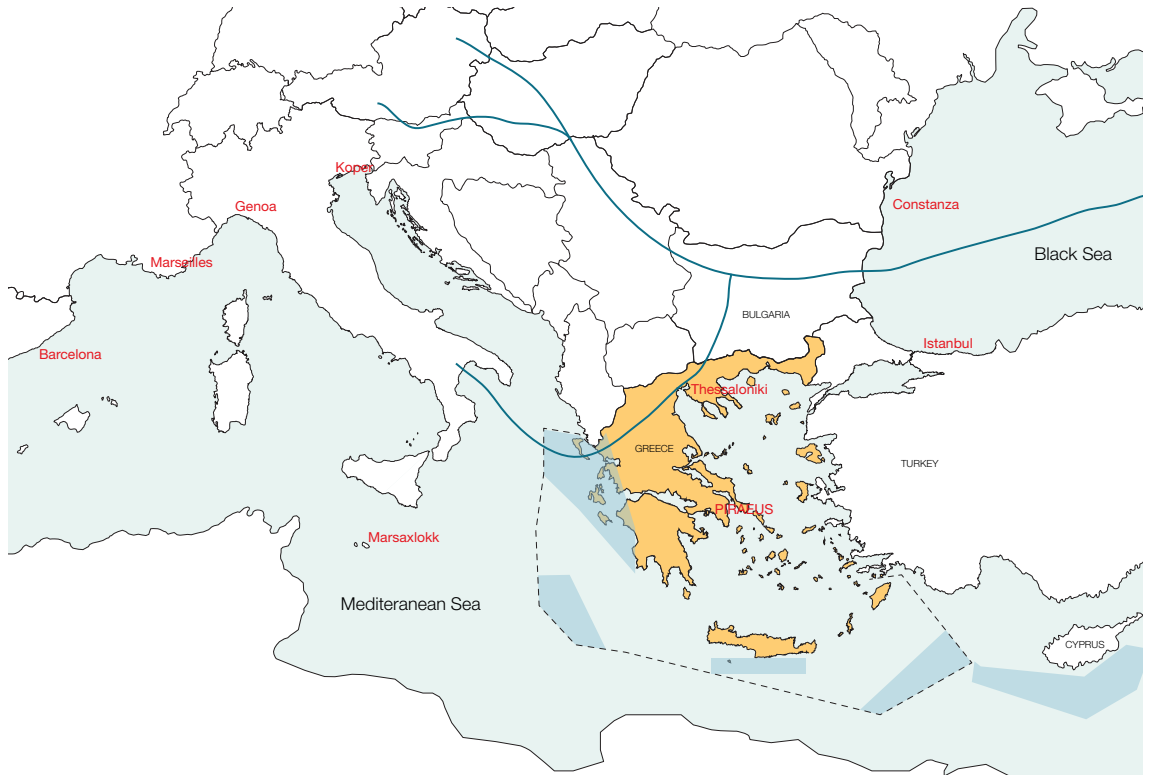 Koper
Genoa
Constanza
Black Sea
Marseilles
BULGARIA
Istanbul
Barcelona
Thessaloniki
GREECE
TURKEY
PIRAEUS
Marsaxlokk
Mediteranean Sea
CYPRUS